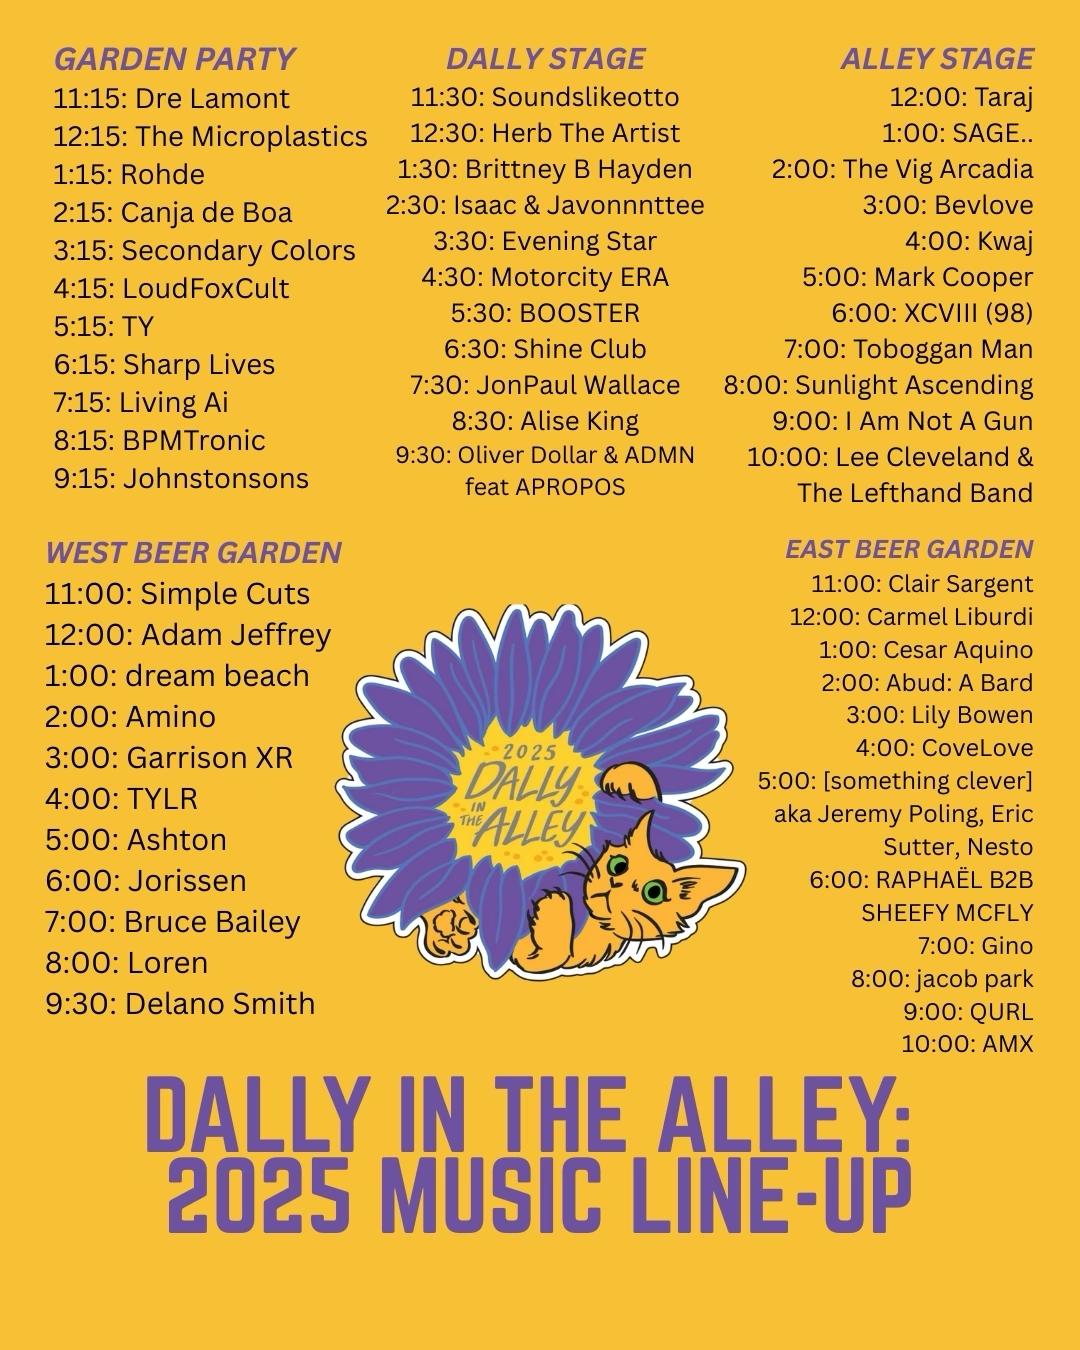 GARDEN PARTY
11:15: Dre Lamont
12:15: The Microplastics
1:15: Rohde
2:15: Canja de Boa
3:15: Secondary Colors
4:15: LoudFoxCult
5:15: TY
6:15: Sharp Lives
7:15: Living Ai
8:15: BPMTronic
9:15: Johnstonsons
DALLY STAGE
11:30: Soundslikeotto
12:30: Herb The Artist
1:30: Brittney B Hayden
2:30: Isaac & Javonnnttee
3:30: Evening Star
4:30: Motorcity ERA
5:30: BOOSTER
6:30: Shine Club
7:30: JonPaul Wallace
8:30: Alise King
9:30: Oliver Dollar & ADMN
feat APROPOS
ALLEY STAGE
12:00: Taraj
1:00: SAGE..
2:00: The Vig Arcadia
3:00: Bevlove
4:00: Kwaj
5:00: Mark Cooper
6:00: XCVIII (98)
7:00: Toboggan Man
8:00: Sunlight Ascending
9:00: I Am Not A Gun
10:00: Lee Cleveland &
The Lefthand Band
WEST BEER GARDEN
11:00: Simple Cuts
12:00: Adam Jeffrey
1:00: dream beach
2:00: Amino
3:00: Garrison XR
4:00: TYLR
5:00: Ashton
6:00: Jorissen
7:00: Bruce Bailey
8:00: Loren
9:30: Delano Smith
2025
DALLY
IN
THE ALLEY
EAST BEER GARDEN
11:00: Clair Sargent
12:00: Carmel Liburdi
1:00: Cesar Aquino
2:00: Abud: A Bard
3:00: Lily Bowen
4:00: CoveLove
5:00: [something clever]
aka Jeremy Poling, Eric
Sutter, Nesto
6:00: RAPHAËL B2B
SHEEFY MCFLY
7:00: Gino
8:00: jacob park
9:00: QURL
10:00: AMX
DALLY IN THE ALLEY:
2025 MUSIC LINE-UP